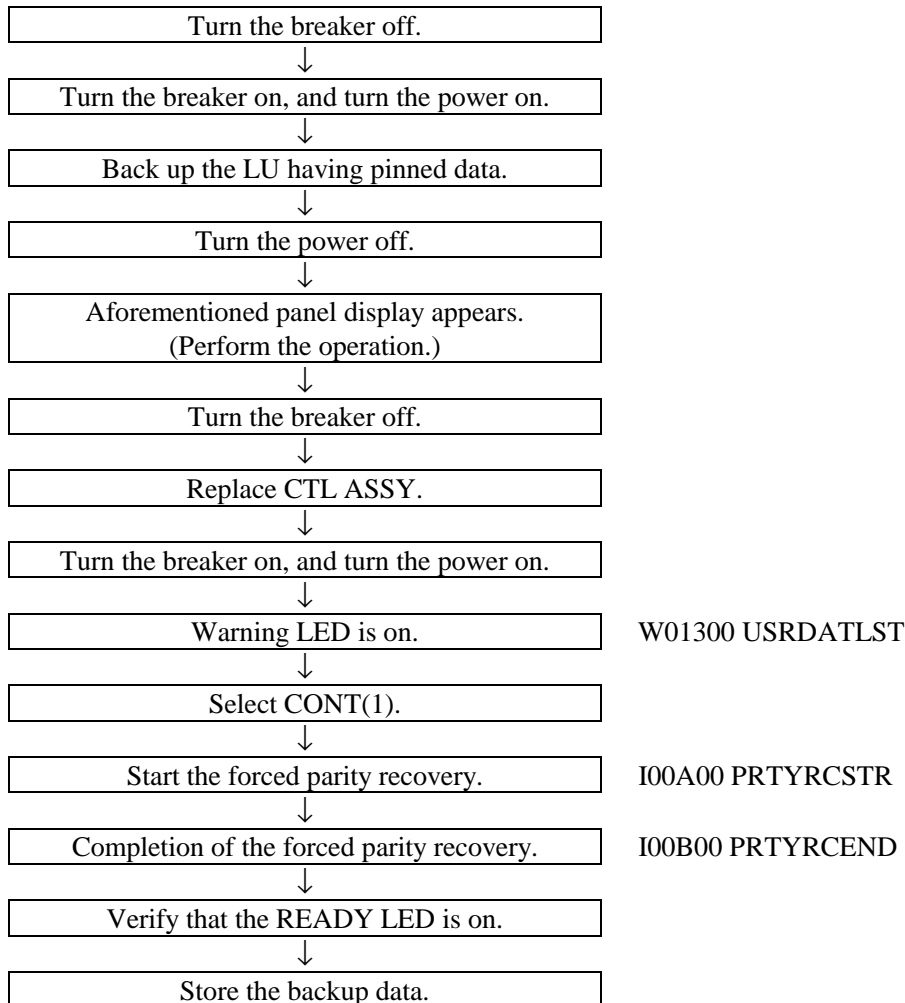 Turn the breaker off.
↓
Turn the breaker on, and turn the power on.
↓
Back up the LU having pinned data.
↓
Turn the power off.
↓
Aforementioned panel display appears.
(Perform the operation.)
↓
Turn the breaker off.
↓
Replace CTL ASSY.
↓
Turn the breaker on, and turn the power on.
↓
Warning LED is on. W01300 USRDATLST
↓
Select CONT(1).
↓
Start the forced parity recovery. I00A00 PRTYRCSTR
↓
Completion of the forced parity recovery. I00B00 PRTYRCEND
↓
Verify that the READY LED is on.
↓
Store the backup data.